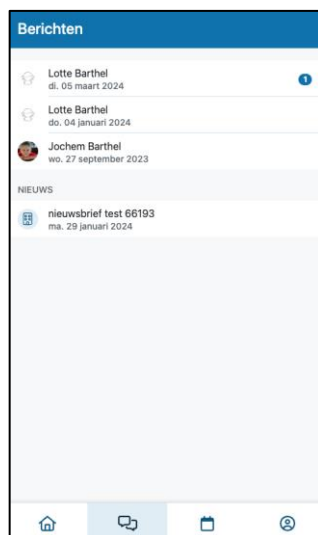 Berichten
Lotte Barthel
di. 05 maart 2024
1
Lotte Barthel
do. 04 januari 2024
Jochem Barthel
wo. 27 september 2023
NIEUWS
nieuwsbrief test 66193
ma. 29 januari 2024